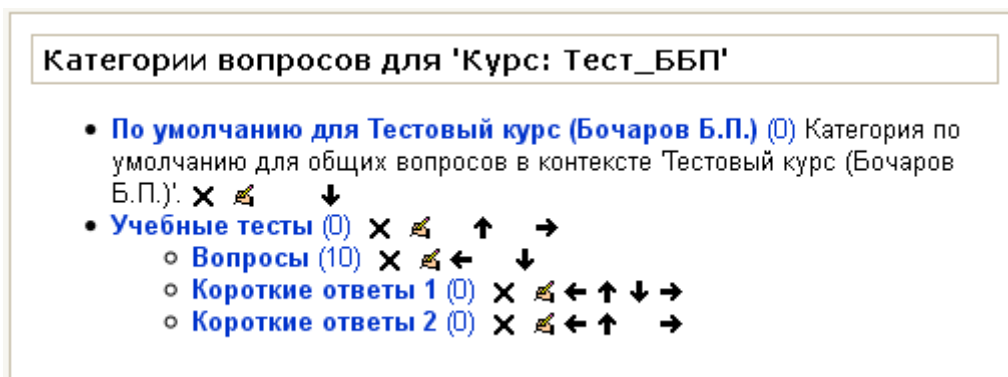 Категории вопросов для 'Курс: Тест_ББП'
По умолчанию для Тестовый курс (Бочаров Б.П.) (0) Категория по
умолчанию для общих вопросов в контексте 'Тестовый курс (Бочаров
Б.П.)'.
Учебные тесты (0)
Вопросы (10)
Короткие ответы 1 (0)
Короткие ответы 2 (0)